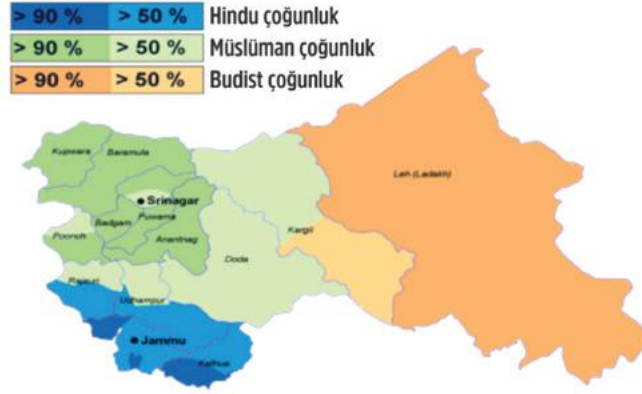 > 90 % > 50 % Hindu çoğunluk
> 90 % > 50 % Müslüman çoğunluk
> 90 % > 50 % Budist çoğunluk
Kupwara
Baramula
Leh (Ladakh)
Srinagar
Badgam
Puwama
Poonch
Anantnag
Kargil
Doda
Rajauri
Udhampur
Jammu
Kathua